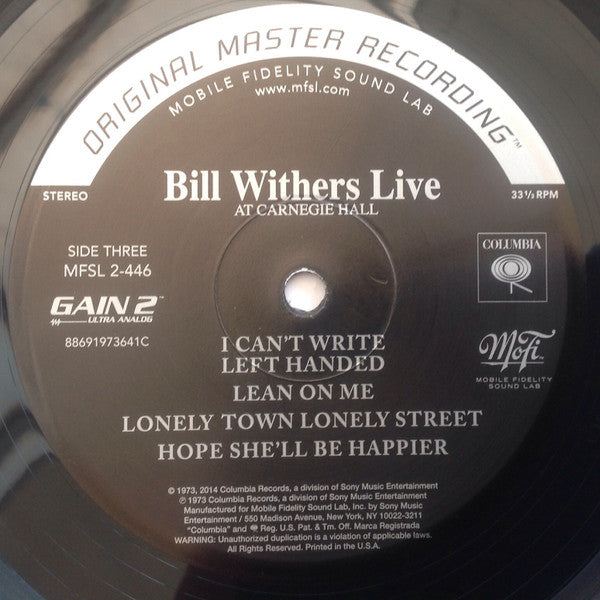 ORIGINAL MASTER RECORDING™
MOBILE FIDELITY SOUND LAB
www.mfsl.com
STEREO
33⅓ RPM
Bill Withers Live
AT CARNEGIE HALL
SIDE THREE
MFSL 2-446
COLUMBIA
GAIN 2™
ULTRA ANALOG
88691973641C
MoFi™
MOBILE FIDELITY
SOUND LAB
I CAN'T WRITE
LEFT HANDED
LEAN ON ME
LONELY TOWN LONELY STREET
HOPE SHE'LL BE HAPPIER
© 1973, 2014 Columbia Records, a division of Sony Music Entertainment
℗ 1973 Columbia Records, a division of Sony Music Entertainment
Manufactured for Mobile Fidelity Sound Lab, Inc. by Sony Music
Entertainment / 550 Madison Avenue, New York, NY, 10022-3211
"Columbia" and Reg. U.S. Pat. & Tm. Off. Marca Registrada
WARNING: Unauthorized duplication is a violation of applicable laws.
All Rights Reserved. Printed in the U.S.A.